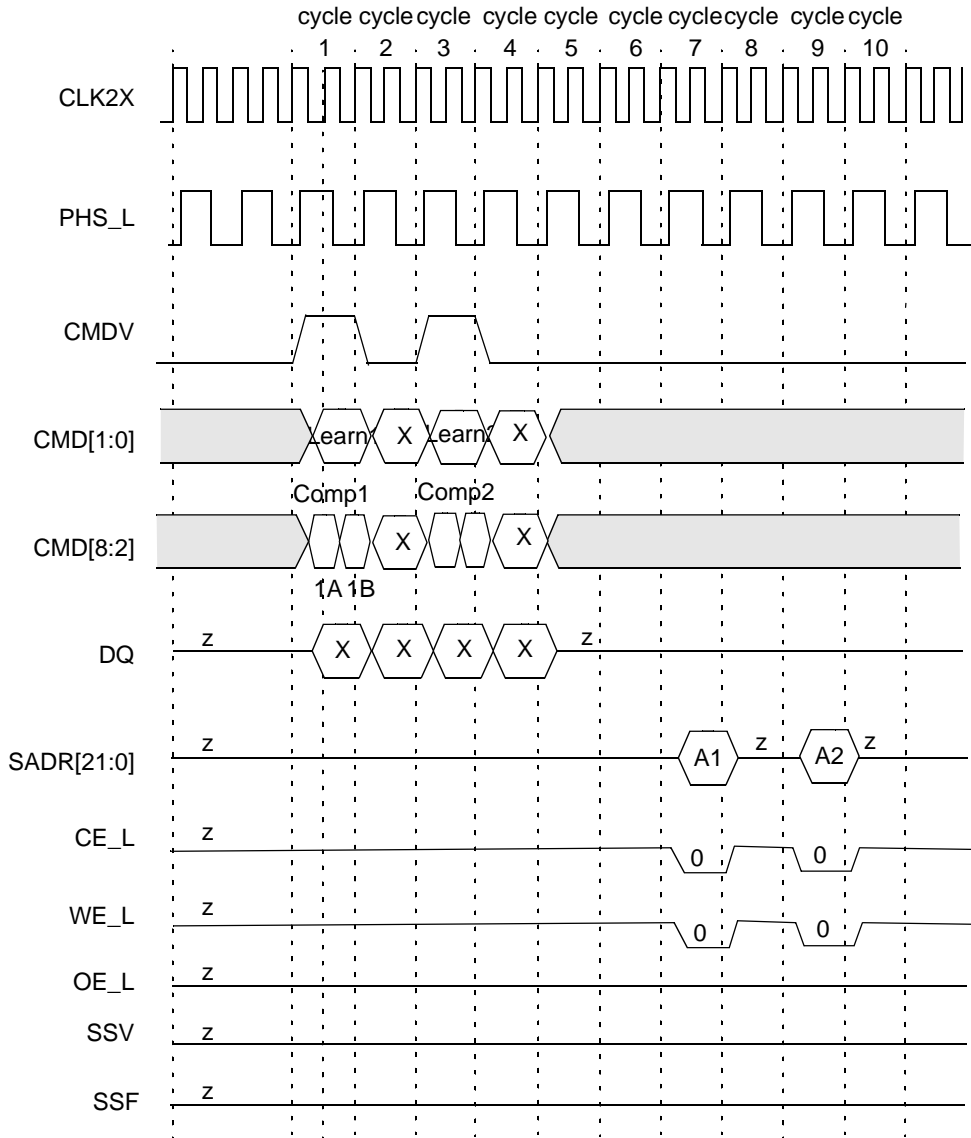 cycle cycle cycle cycle cycle cycle cycle cycle cycle cycle
1 2 3 4 5 6 7 8 9 10
CLK2X
PHS_L
CMDV
CMD[1:0] Learn1 X Learn2 X
Comp1 Comp2
CMD[8:2] X X
1A 1B
DQ z X X X X z
SADR[21:0] z A1 z A2 z
CE_L z 0 0
WE_L z 0 0
OE_L z
SSV z
SSF z